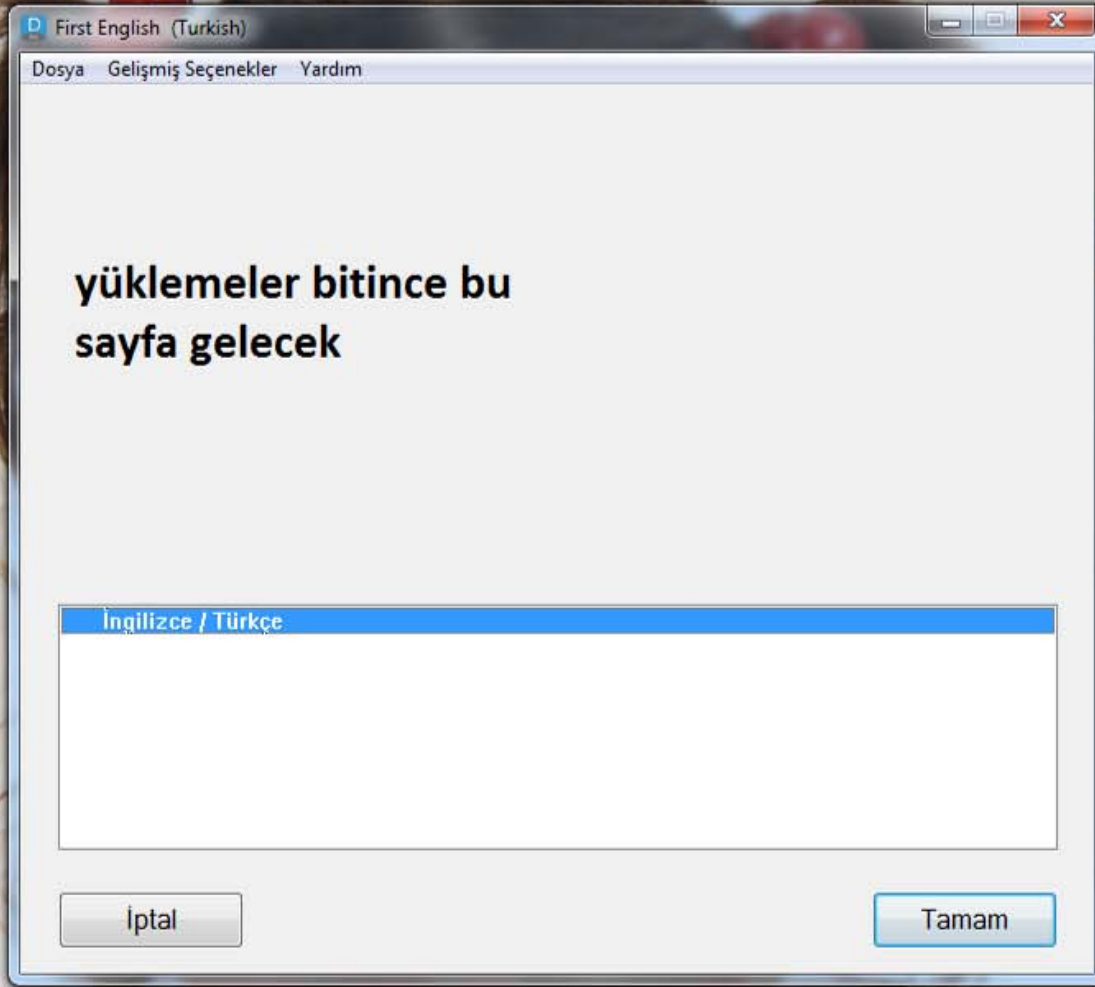 First English (Turkish)
Dosya Gelişmiş Seçenekler Yardım
yüklemeler bitince bu
sayfa gelecek
İngilizce / Türkçe
İptal Tamam